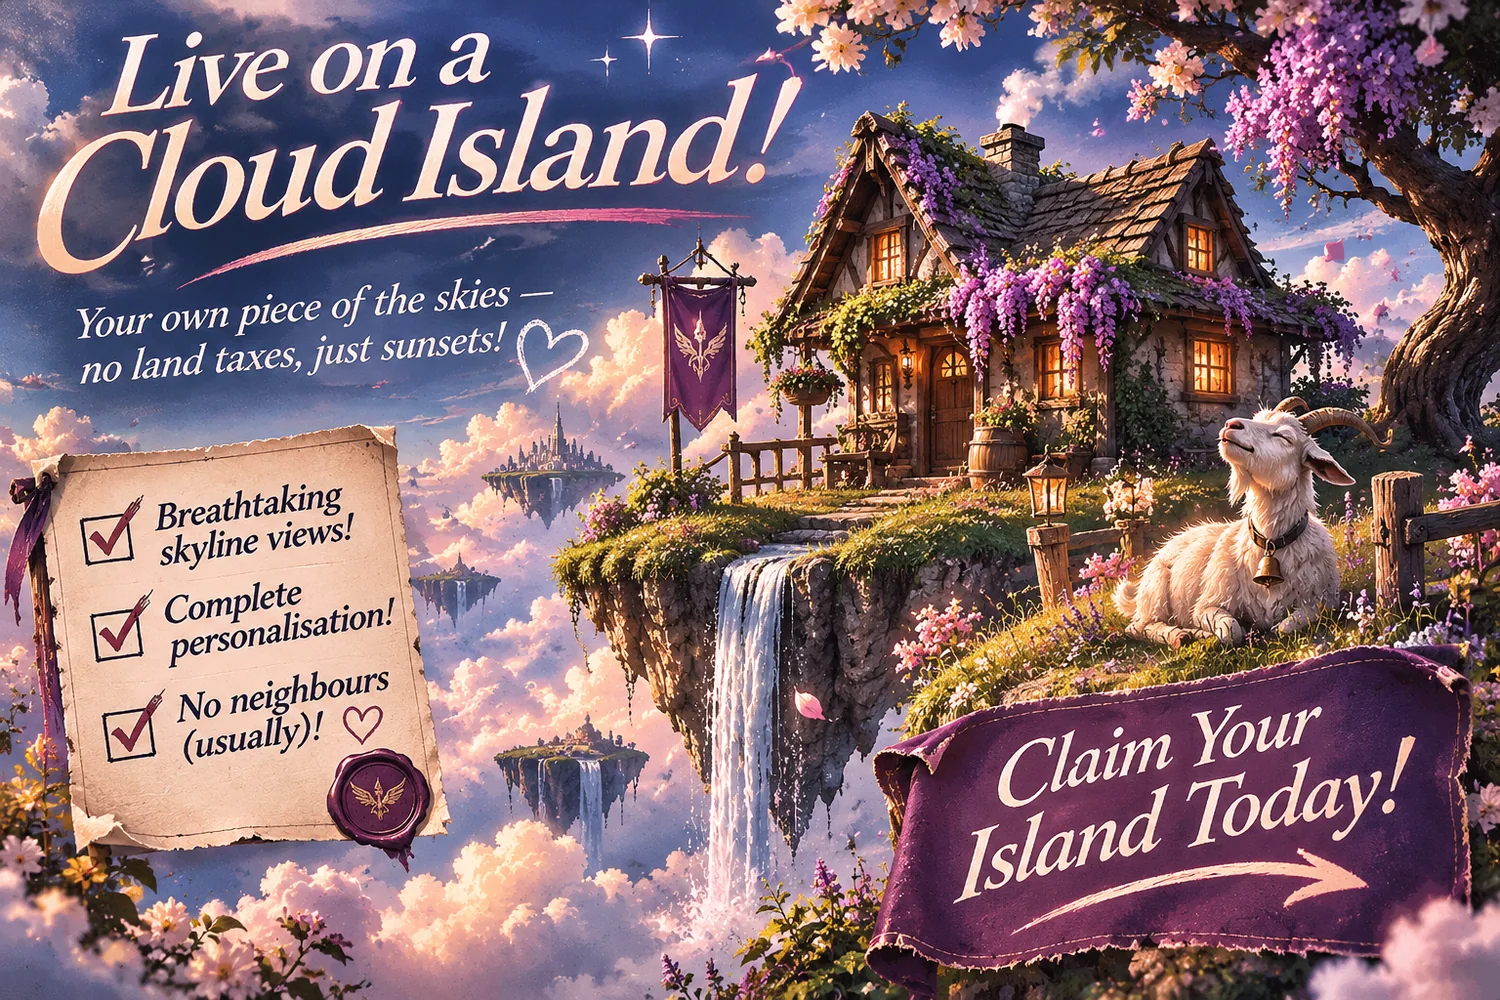 Live on a
Cloud Island!
Your own piece of the skies –
no land taxes, just sunsets!
Breathtaking
skyline views!
Complete
personalisation!
No neighbours
(usually)!
Claim Your
Island Today!